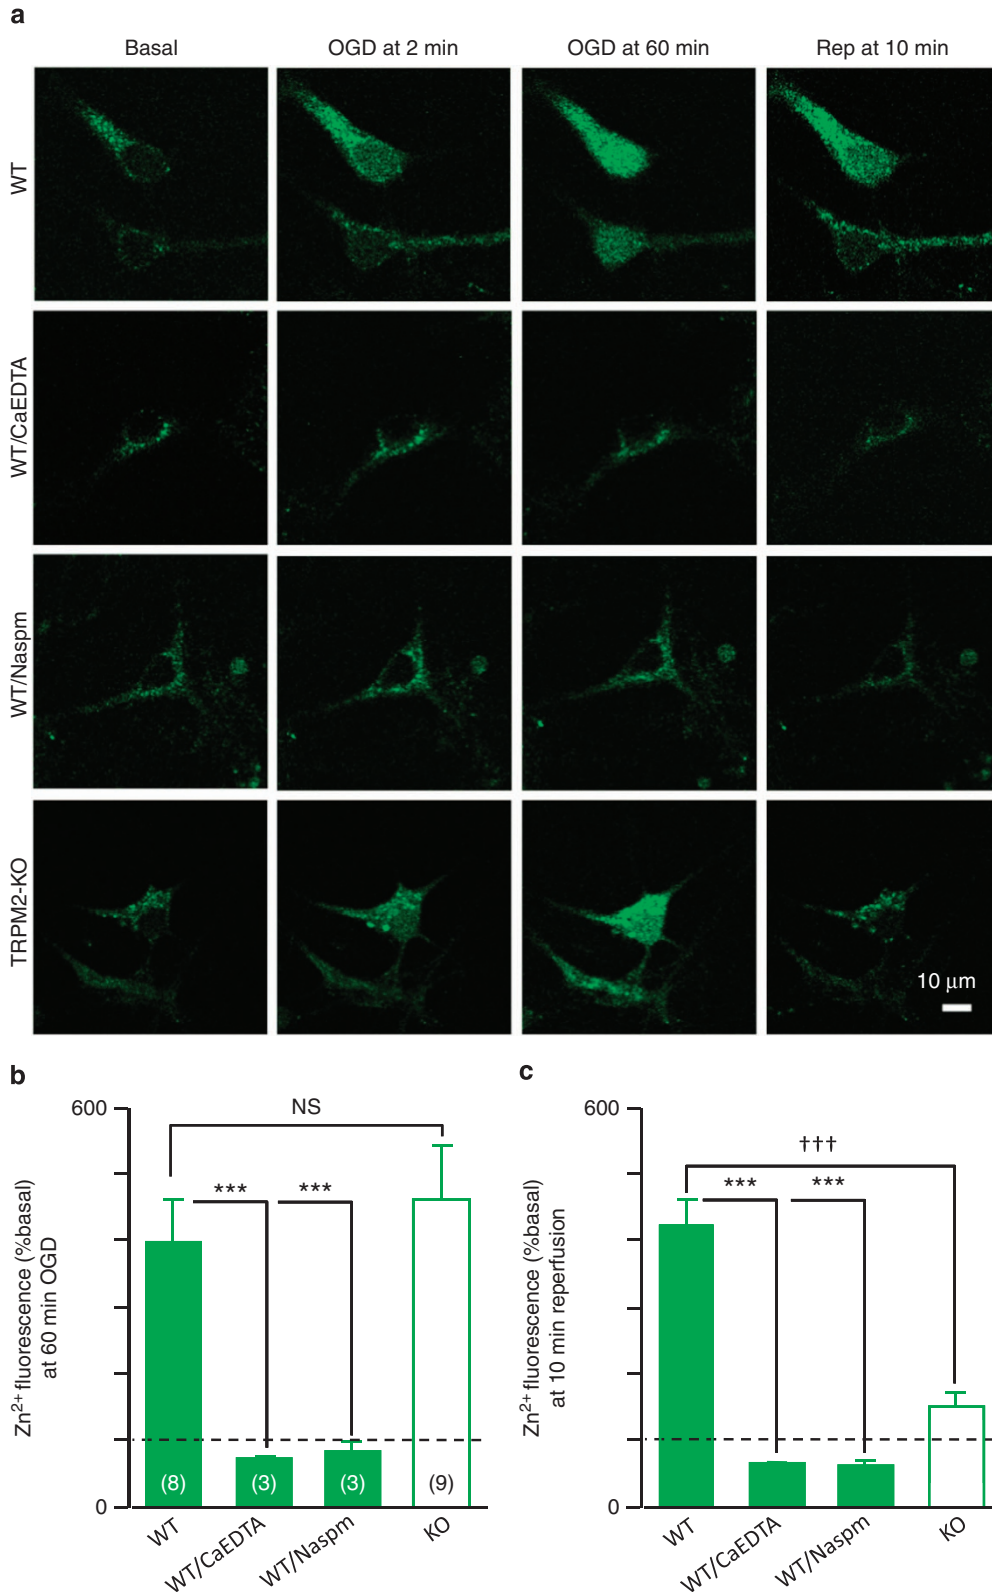 a
Basal
OGD at 2 min
OGD at 60 min
Rep at 10 min
WT
WT/CaEDTA
WT/Naspm
TRPM2-KO
10 μm
b
600
0
Zn2+ fluorescence (%basal)
at 60 min OGD
NS
***
***
(8)
(3)
(3)
(9)
WT
WT/CaEDTA
WT/Naspm
KO
c
600
0
Zn2+ fluorescence (%basal)
at 10 min reperfusion
†††
***
***
WT
WT/CaEDTA
WT/Naspm
KO